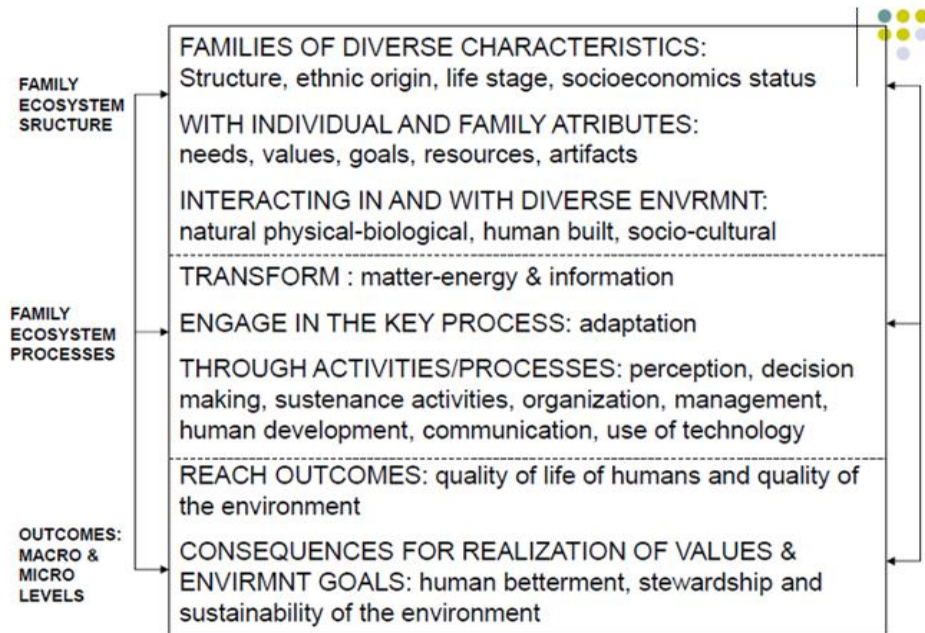 FAMILIES OF DIVERSE CHARACTERISTICS:
Structure, ethnic origin, life stage, socioeconomics status
FAMILY
ECOSYSTEM
SRUCTURE
WITH INDIVIDUAL AND FAMILY ATRIBUTES:
needs, values, goals, resources, artifacts
INTERACTING IN AND WITH DIVERSE ENVRMNT:
natural physical-biological, human built, socio-cultural
TRANSFORM : matter-energy & information
FAMILY
ECOSYSTEM
PROCESSES
ENGAGE IN THE KEY PROCESS: adaptation
THROUGH ACTIVITIES/PROCESSES: perception, decision
making, sustenance activities, organization, management,
human development, communication, use of technology
REACH OUTCOMES: quality of life of humans and quality of
the environment
OUTCOMES:
MACRO &
MICRO
LEVELS
CONSEQUENCES FOR REALIZATION OF VALUES &
ENVIRMNT GOALS: human betterment, stewardship and
sustainability of the environment